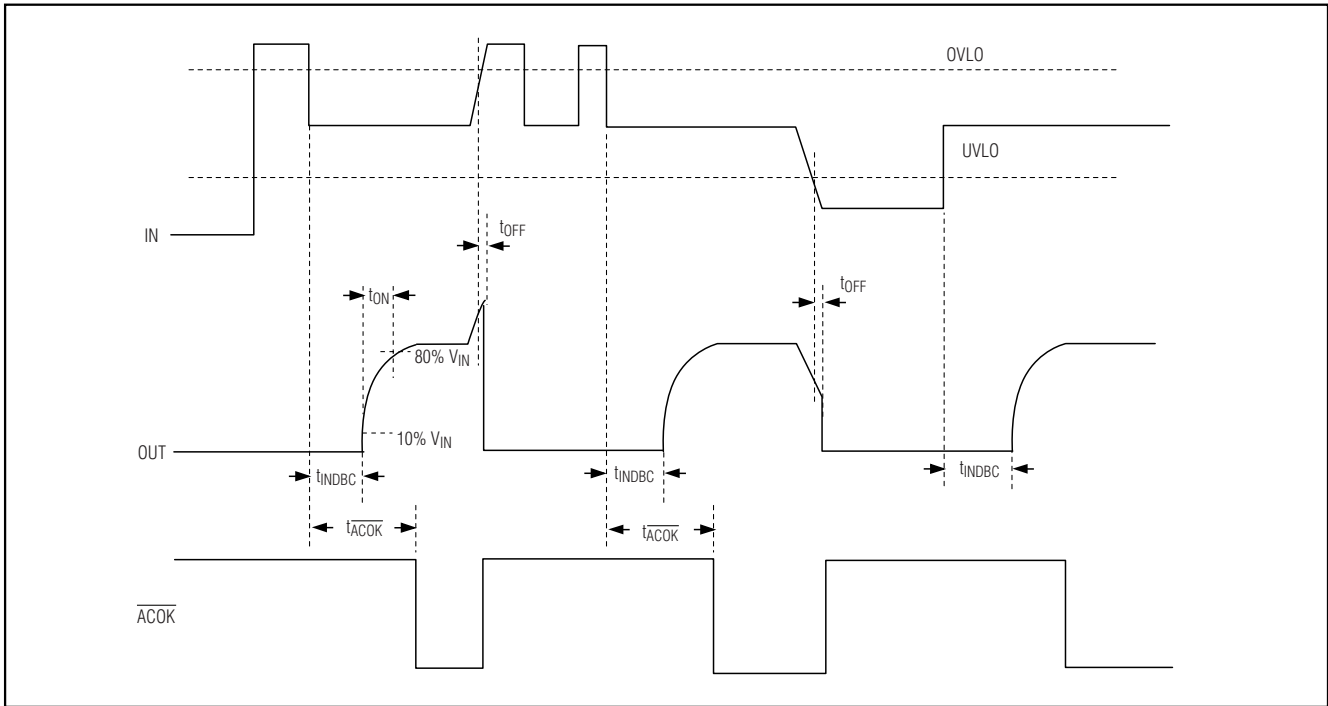 OVLO
UVLO
IN
tOFF
tON
tOFF
80% VIN
10% VIN
OUT
tINDBC
tINDBC
tINDBC
tACOK
tACOK
ACOK